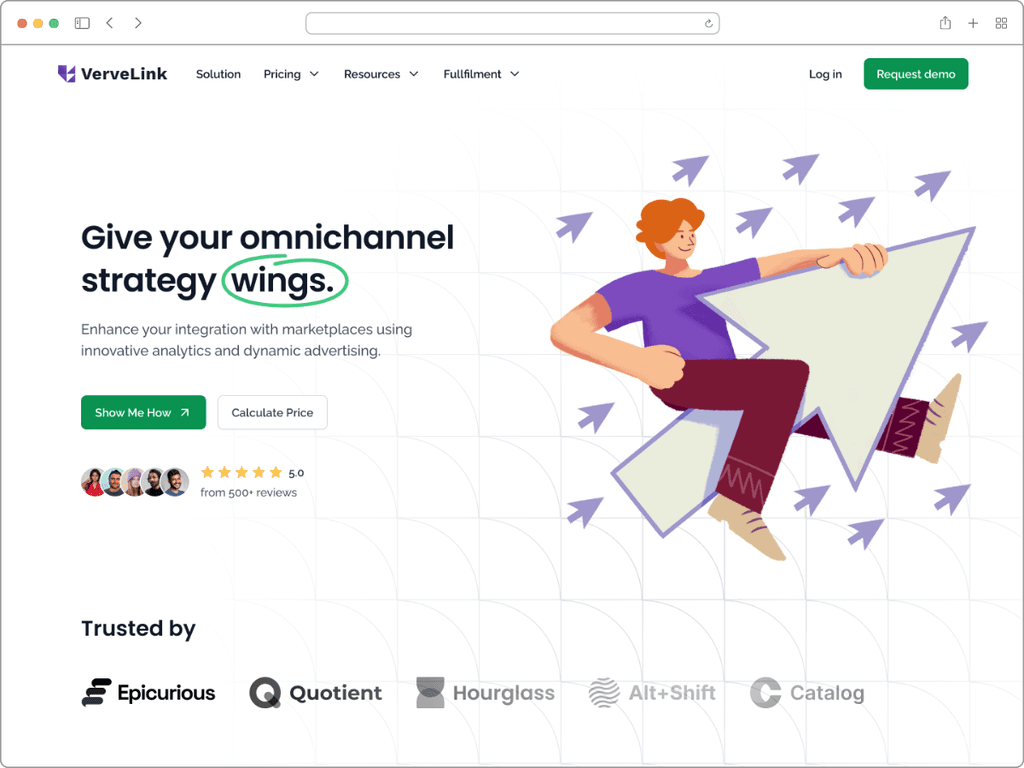 VerveLink
Solution
Pricing
Resources
Fullfilment
Log in
Request demo
Give your omnichannel
strategy wings.
Enhance your integration with marketplaces using
innovative analytics and dynamic advertising.
Show Me How
Calculate Price
5.0
from 500+ reviews
Trusted by
Epicurious
Quotient
Hourglass
Alt+Shift
Catalog